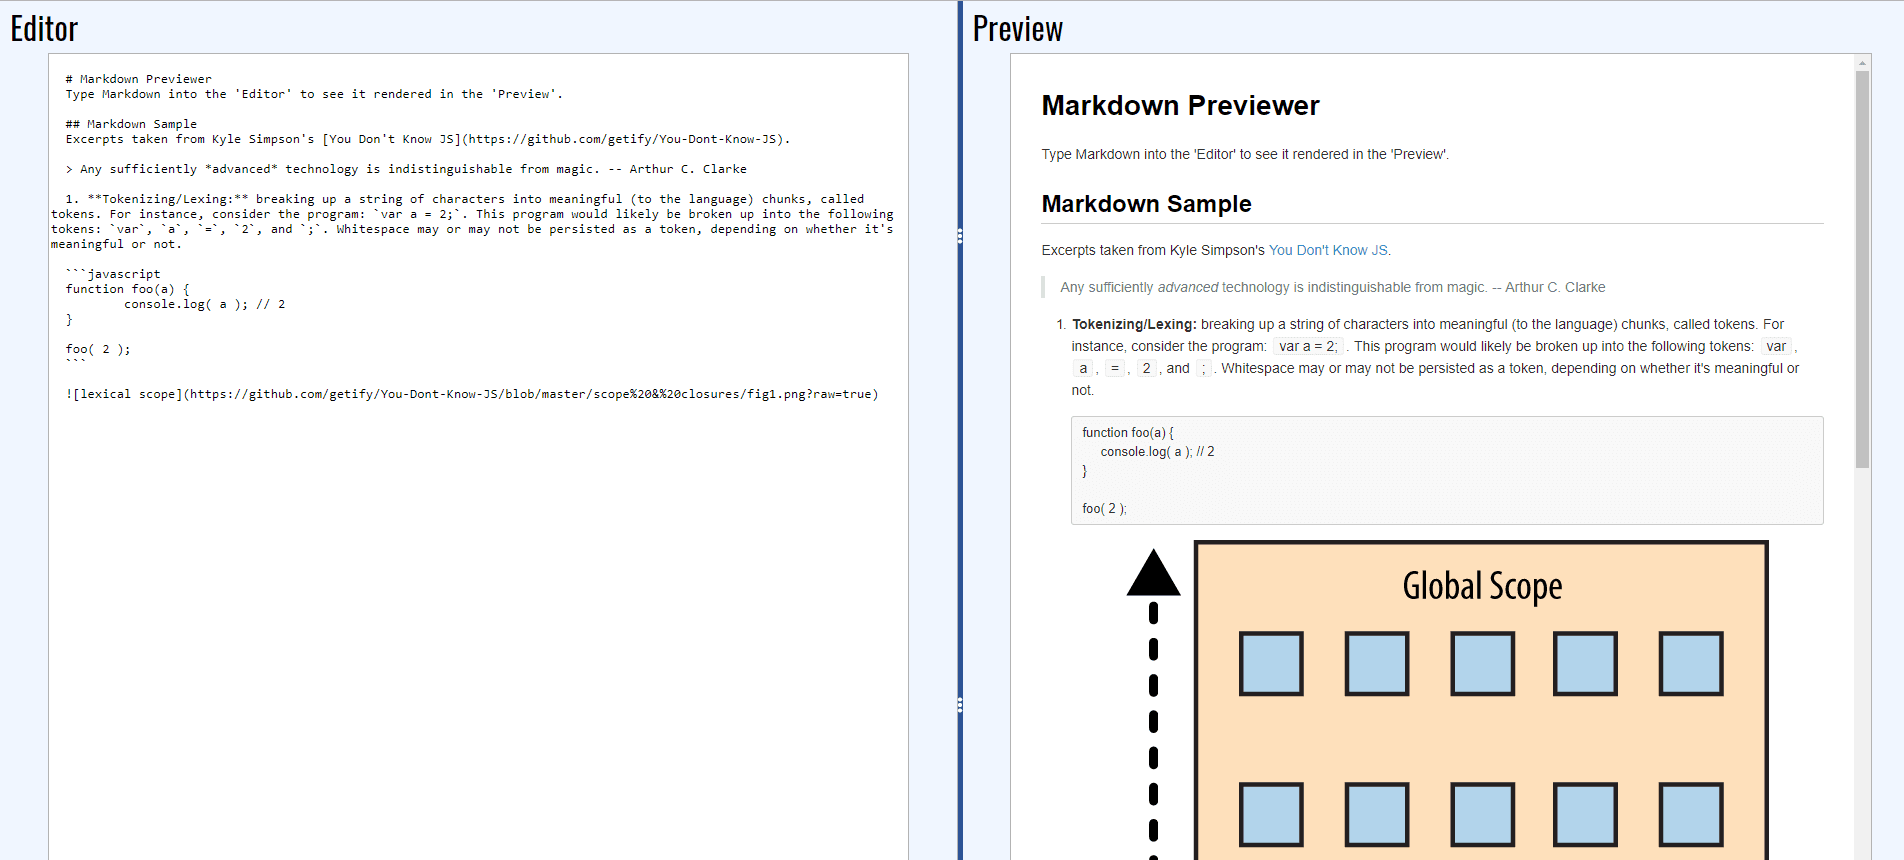 Editor
# Markdown Previewer
Type Markdown into the 'Editor' to see it rendered in the 'Preview'.
## Markdown Sample
Excerpts taken from Kyle Simpson's [You Don't Know JS](https://github.com/getify/You-Dont-Know-JS).
> Any sufficiently *advanced* technology is indistinguishable from magic. -- Arthur C. Clarke
1. **Tokenizing/Lexing:** breaking up a string of characters into meaningful (to the language) chunks, called
tokens. For instance, consider the program: `var a = 2;`. This program would likely be broken up into the following
tokens: `var`, `a`, `=`, `2`, and `;`. Whitespace may or may not be persisted as a token, depending on whether it's
meaningful or not.
```javascript
function foo(a) {
console.log( a ); // 2
}
foo( 2 );
```
![lexical scope](https://github.com/getify/You-Dont-Know-JS/blob/master/scope%20&%20closures/fig1.png?raw=true)
Preview
Markdown Previewer
Type Markdown into the 'Editor' to see it rendered in the 'Preview'.
Markdown Sample
Excerpts taken from Kyle Simpson's You Don't Know JS.
Any sufficiently advanced technology is indistinguishable from magic. -- Arthur C. Clarke
1. Tokenizing/Lexing: breaking up a string of characters into meaningful (to the language) chunks, called tokens. For
instance, consider the program: var a = 2; . This program would likely be broken up into the following tokens: var ,
a , = , 2 , and ; . Whitespace may or may not be persisted as a token, depending on whether it's meaningful or
not.
function foo(a) {
console.log( a ); // 2
}
foo( 2 );
Global Scope